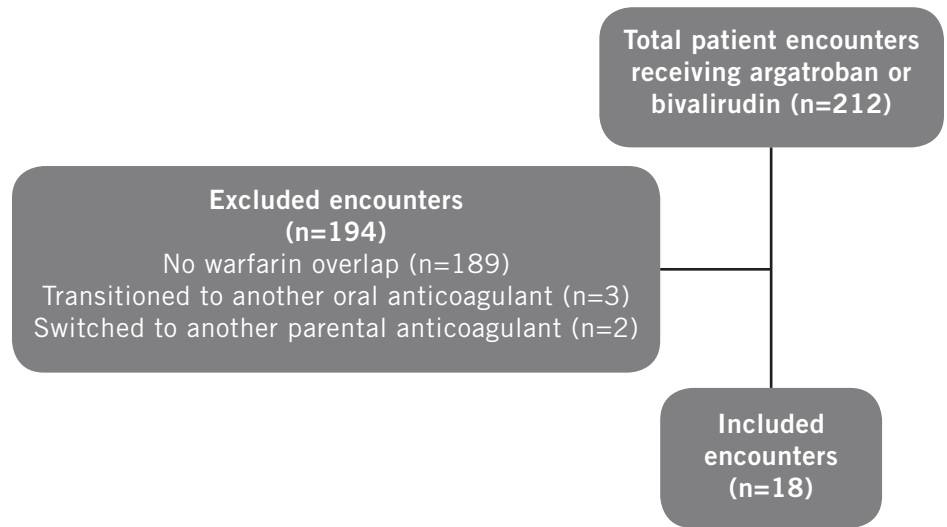 Total patient encounters
receiving argatroban or
bivalirudin (n=212)
Excluded encounters
(n=194)
No warfarin overlap (n=189)
Transitioned to another oral anticoagulant (n=3)
Switched to another parental anticoagulant (n=2)
Included
encounters
(n=18)